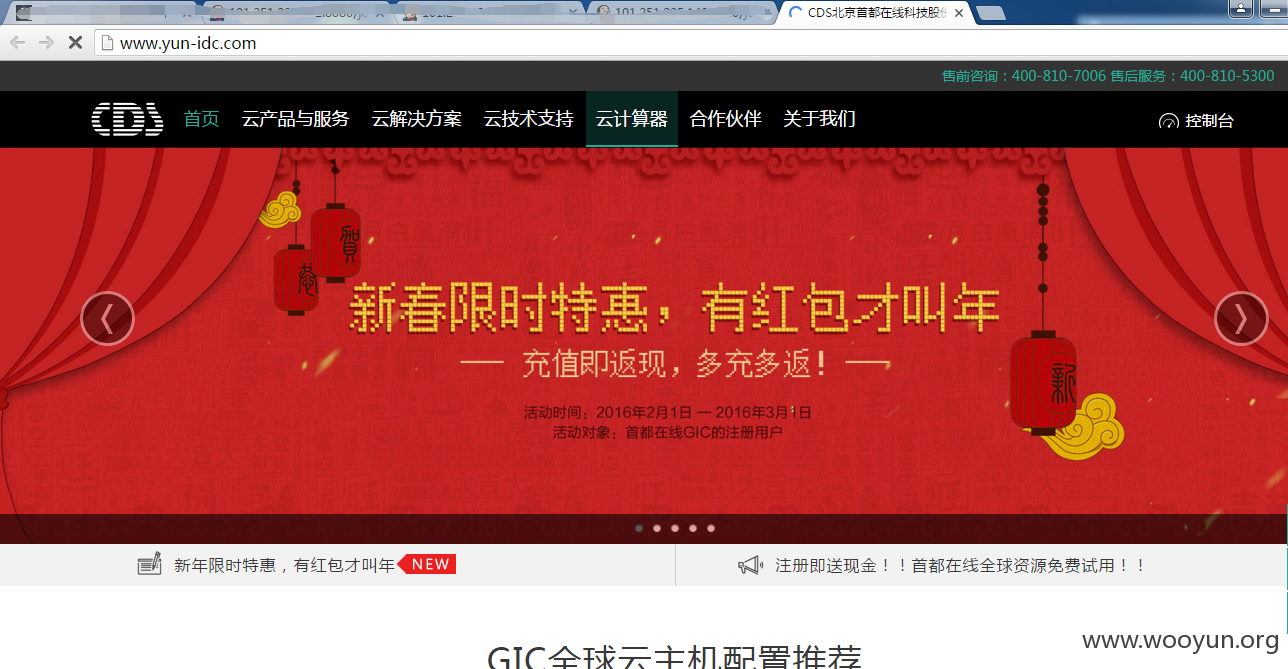 CDS北京首都在线科技股份
www.yun-idc.com
售前咨询：400-810-7006 售后服务：400-810-5300
CDS 首页 云产品与服务 云解决方案 云技术支持 云计算器 合作伙伴 关于我们 控制台
賀
恭
新春限时特惠，有红包才叫年
充值即返现，多充多返！
新
活动时间：2016年2月1日 — 2016年3月1日
活动对象：首都在线GIC的注册用户
新年限时特惠，有红包才叫年 NEW
注册即送现金！！首都在线全球资源免费试用！！
GIC全球云主机配置推荐
www.wooyun.org